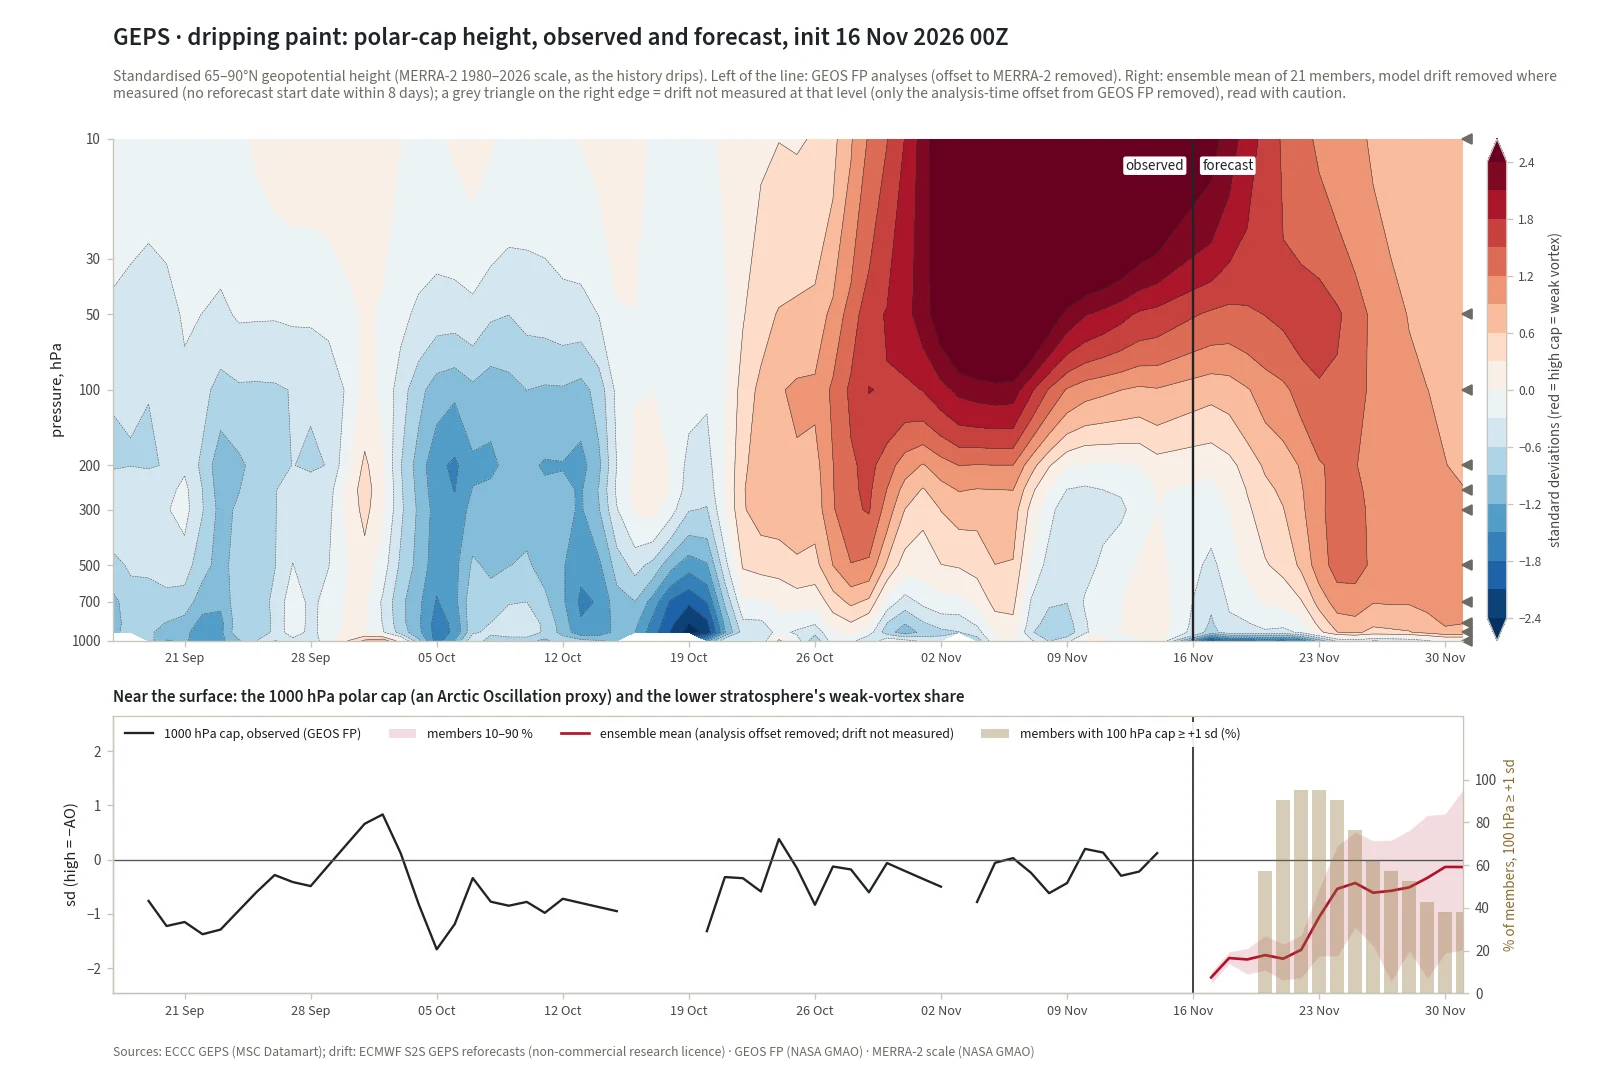 GEPS · dripping paint: polar-cap height, observed and forecast, init 16 Nov 2026 00Z
Standardised 65–90°N geopotential height (MERRA-2 1980–2026 scale, as the history drips). Left of the line: GEOS FP analyses (offset to MERRA-2 removed). Right: ensemble mean of 21 members, model drift removed where
measured (no reforecast start date within 8 days); a grey triangle on the right edge = drift not measured at that level (only the analysis-time offset from GEOS FP removed), read with caution.
pressure, hPa
10
30
50
100
200
300
500
700
1000
observed
forecast
21 Sep
28 Sep
05 Oct
12 Oct
19 Oct
26 Oct
02 Nov
09 Nov
16 Nov
23 Nov
30 Nov
2.4
1.8
1.2
0.6
0.0
−0.6
−1.2
−1.8
−2.4
standard deviations (red = high cap = weak vortex)
Near the surface: the 1000 hPa polar cap (an Arctic Oscillation proxy) and the lower stratosphere's weak-vortex share
1000 hPa cap, observed (GEOS FP)
members 10–90 %
ensemble mean (analysis offset removed; drift not measured)
members with 100 hPa cap ≥ +1 sd (%)
sd (high = −AO)
2
1
0
−1
−2
100
80
60
40
20
0
% of members, 100 hPa ≥ +1 sd
21 Sep
28 Sep
05 Oct
12 Oct
19 Oct
26 Oct
02 Nov
09 Nov
16 Nov
23 Nov
30 Nov
Sources: ECCC GEPS (MSC Datamart); drift: ECMWF S2S GEPS reforecasts (non-commercial research licence) · GEOS FP (NASA GMAO) · MERRA-2 scale (NASA GMAO)